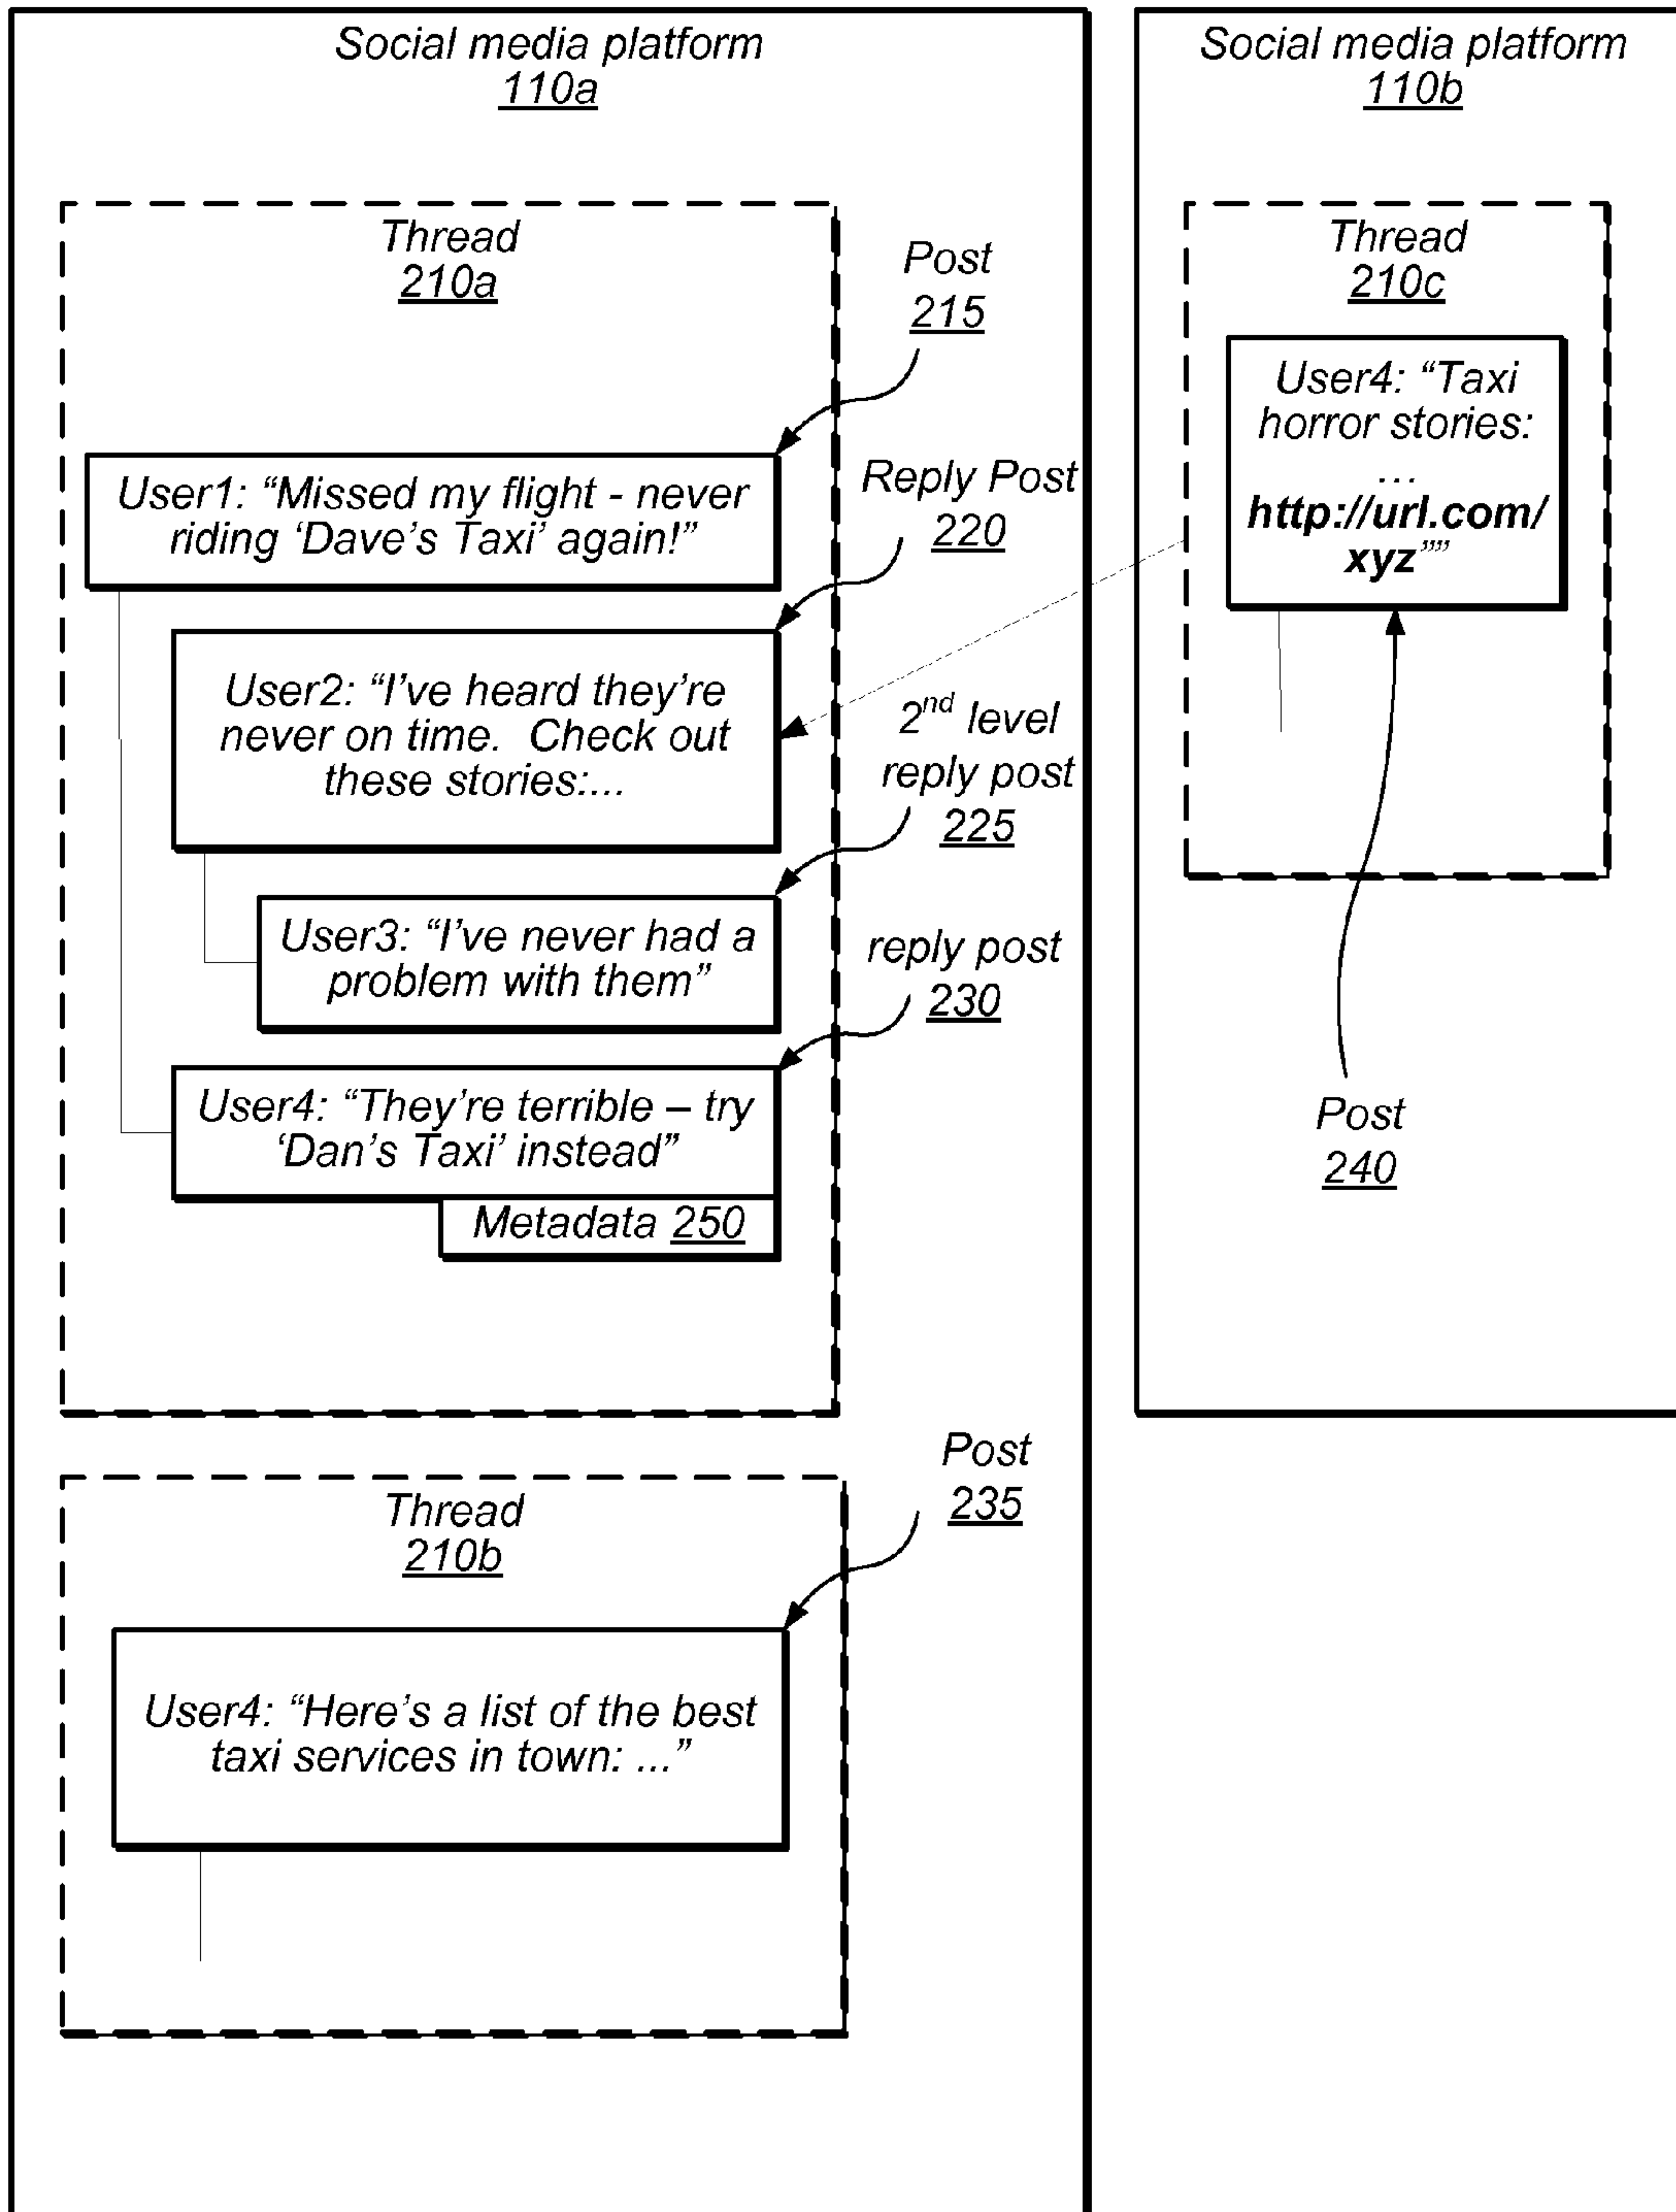 Social media platform
110a
Thread
210a
Post
215
User1: “Missed my flight - never
riding ‘Dave’s Taxi’ again!”
Reply Post
220
User2: “I’ve heard they’re
never on time.  Check out
these stories:...
2nd level
reply post
225
User3: “I’ve never had a
problem with them”
reply post
230
User4: “They’re terrible – try
‘Dan’s Taxi’ instead”
Metadata 250
Thread
210b
Post
235
User4: “Here’s a list of the best
taxi services in town: ...”
Social media platform
110b
Thread
210c
User4: “Taxi
horror stories:
...
http://url.com/
xyz””
Post
240